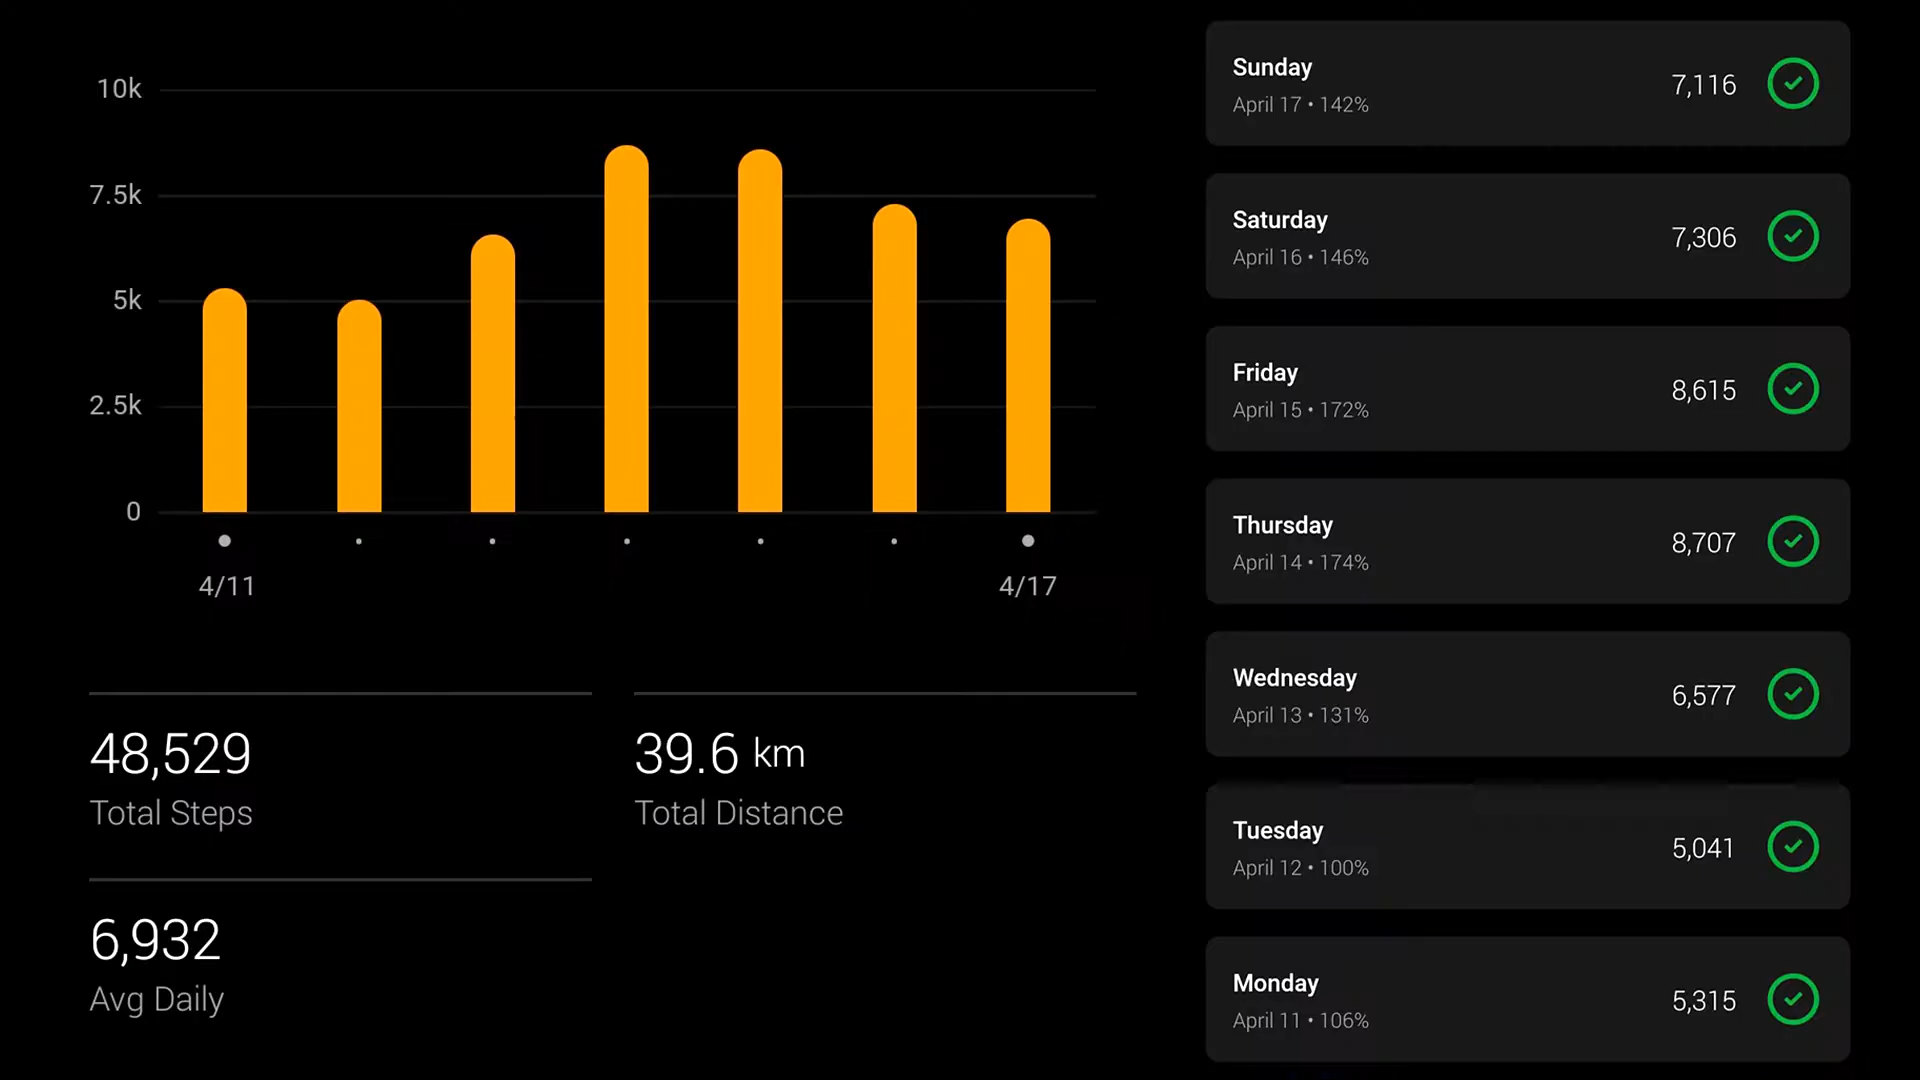 10k
7.5k
5k
2.5k
0
4/11
4/17
48,529
Total Steps
39.6 km
Total Distance
6,932
Avg Daily
Sunday
April 17 • 142%
7,116
Saturday
April 16 • 146%
7,306
Friday
April 15 • 172%
8,615
Thursday
April 14 • 174%
8,707
Wednesday
April 13 • 131%
6,577
Tuesday
April 12 • 100%
5,041
Monday
April 11 • 106%
5,315